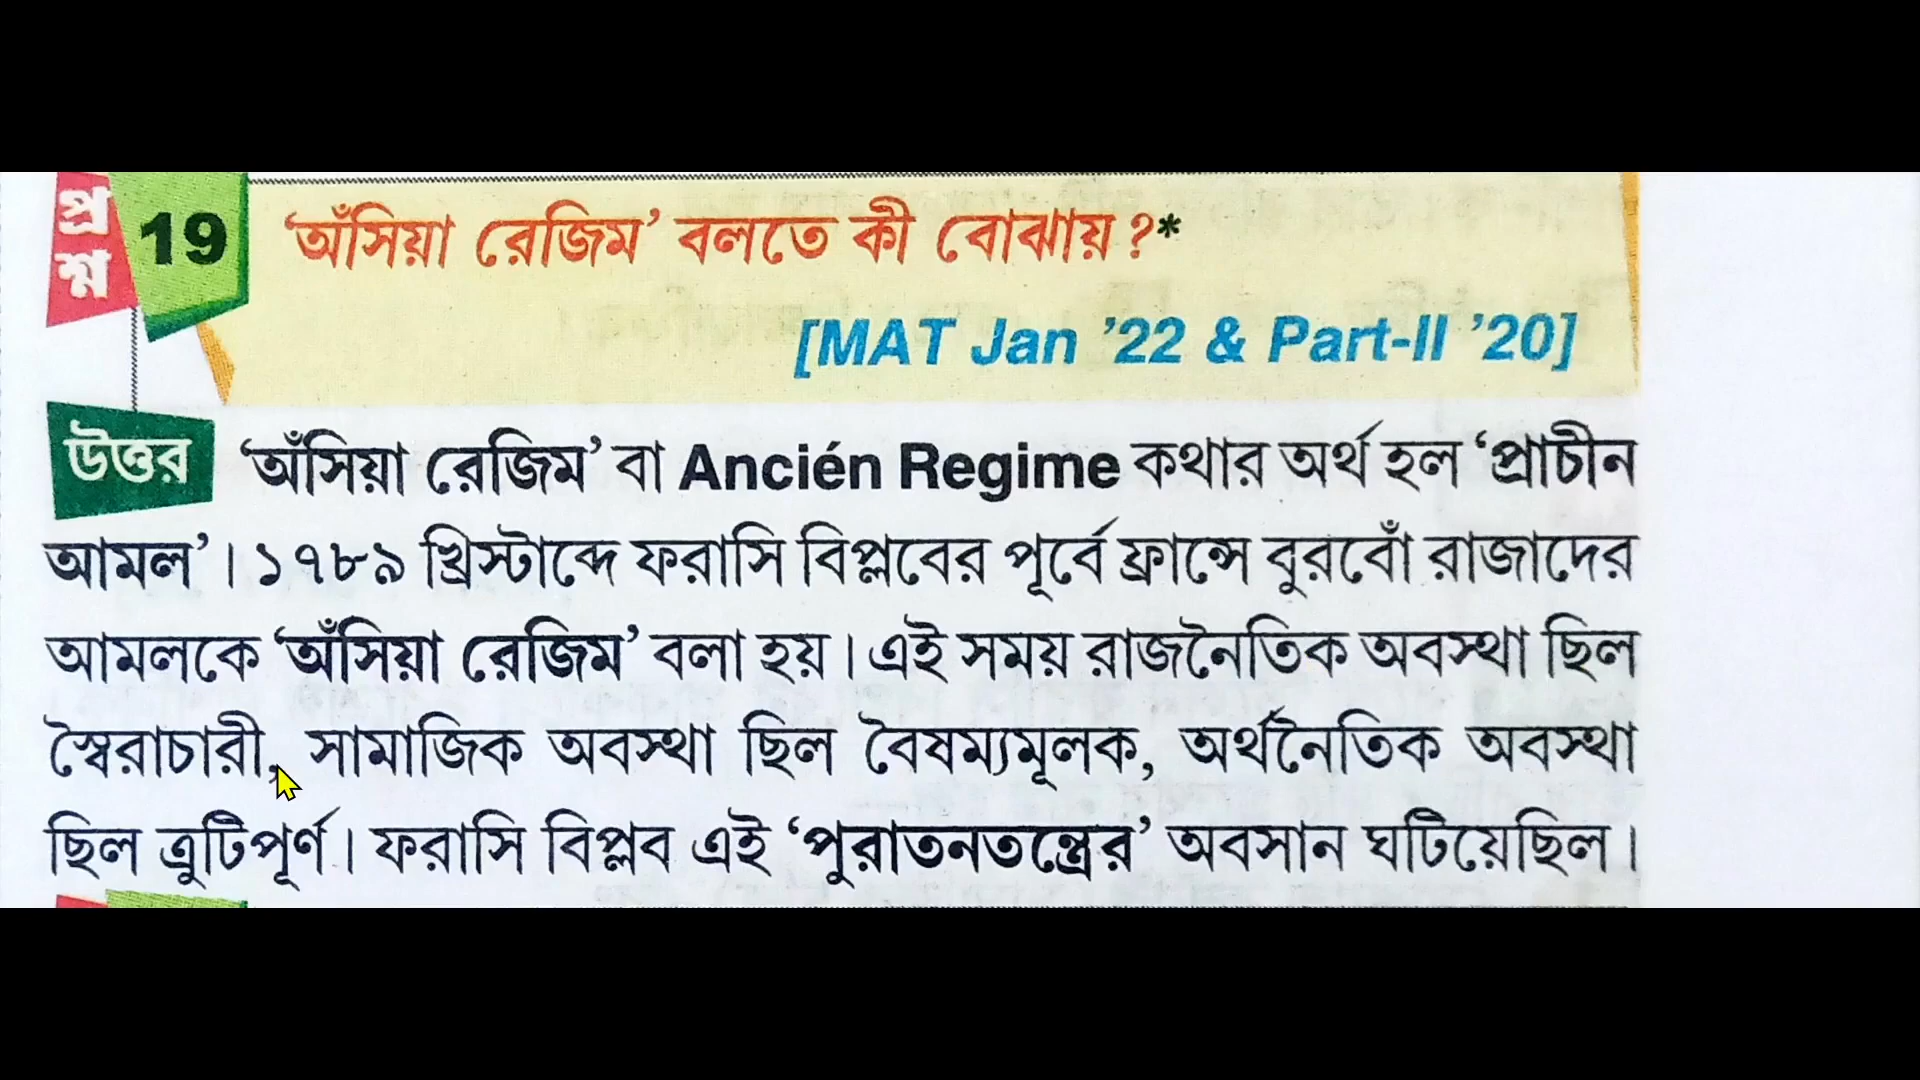 প্রশ্ন 19 ‘অঁসিয়া রেজিম’ বলতে কী বোঝায় ?*
[MAT Jan ’22 & Part-II ’20]
উত্তর ‘অঁসিয়া রেজিম’ বা Ancién Regime কথার অর্থ হল ‘প্রাচীন
আমল’। ১৭৮৯ খ্রিস্টাব্দে ফরাসি বিপ্লবের পূর্বে ফ্রান্সে বুরবোঁ রাজাদের
আমলকে ‘অঁসিয়া রেজিম’ বলা হয়। এই সময় রাজনৈতিক অবস্থা ছিল
স্বৈরাচারী, সামাজিক অবস্থা ছিল বৈষম্যমূলক, অর্থনৈতিক অবস্থা
ছিল ত্রুটিপূর্ণ। ফরাসি বিপ্লব এই ‘পুরাতনতন্ত্রের’ অবসান ঘটিয়েছিল।